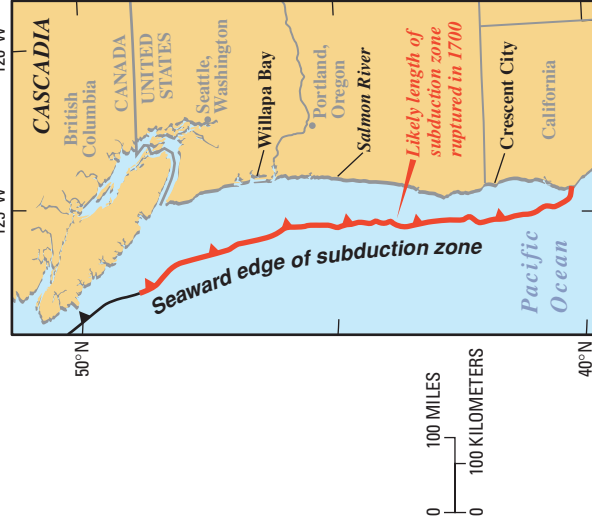 CASCADIA
British
Columbia
CANADA
UNITED
STATES
Seattle,
Washington
Willapa Bay
Portland,
Oregon
Salmon River
Likely length of
subduction zone
ruptured in 1700
Crescent City
California
Seaward edge of subduction zone
Pacific
Ocean
50°N
40°N
0 100 MILES
0 100 KILOMETERS